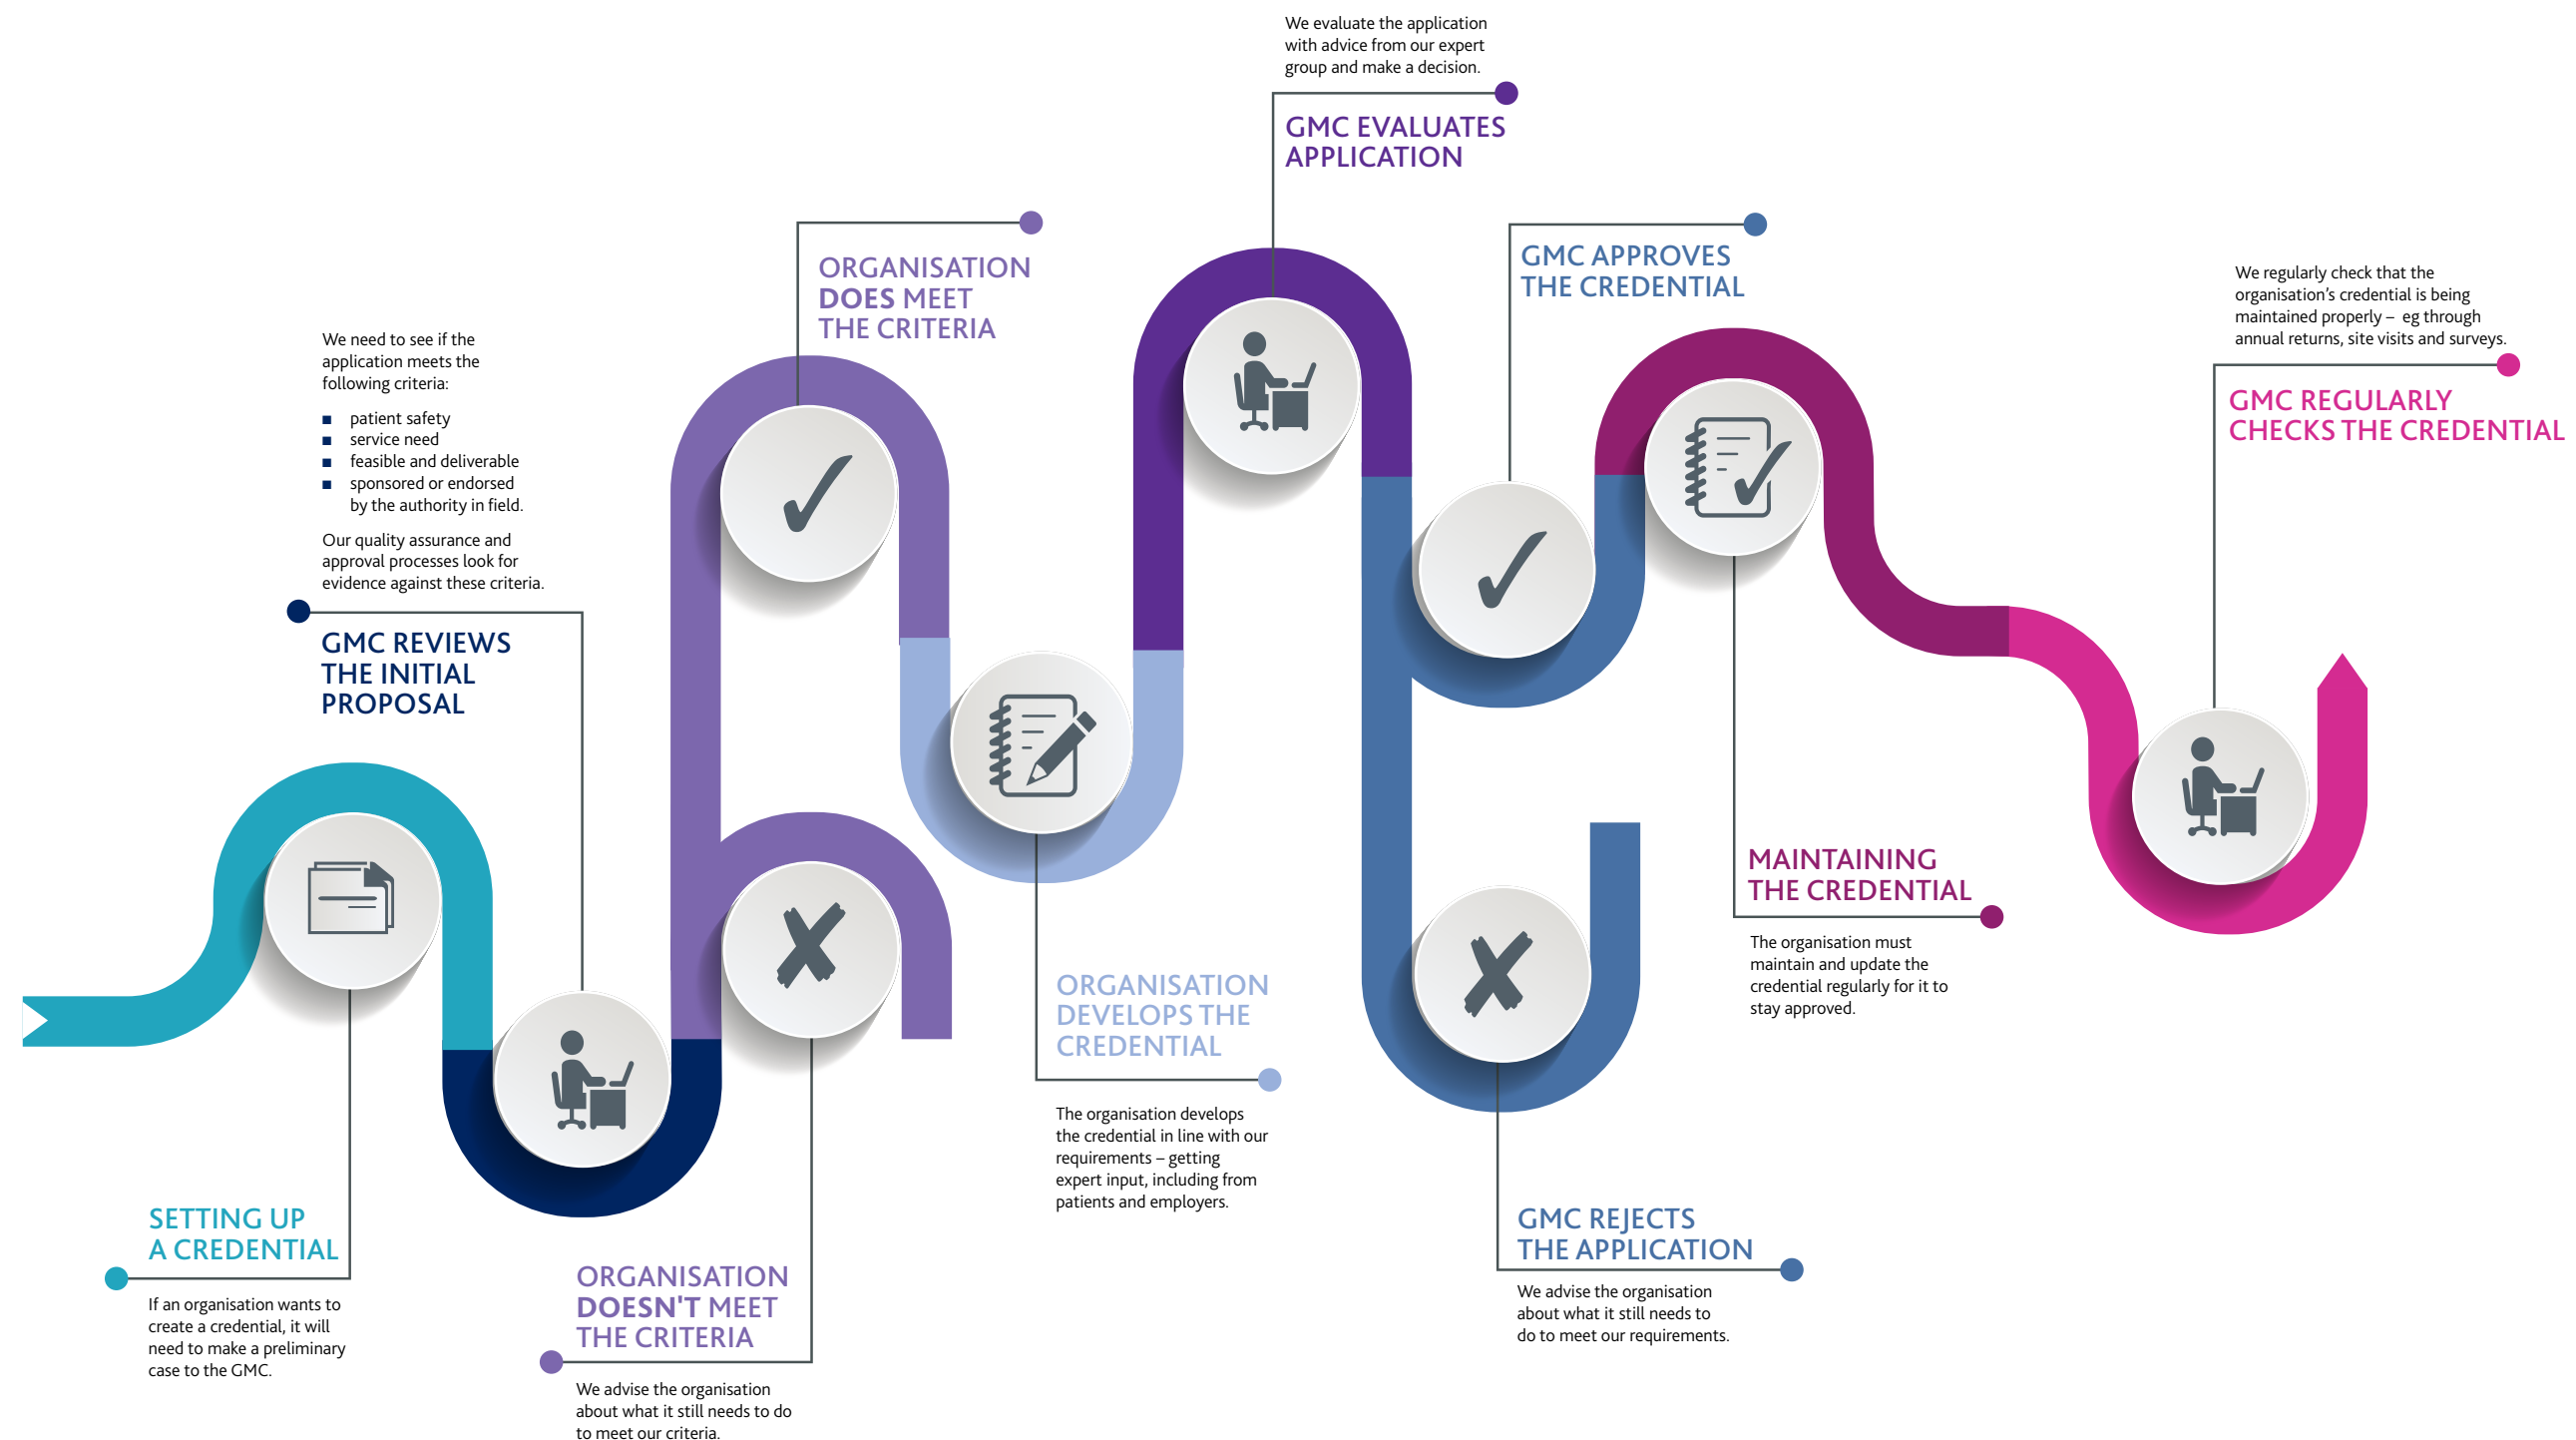 SETTING UP
A CREDENTIAL
If an organisation wants to
create a credential, it will
need to make a preliminary
case to the GMC.
We need to see if the
application meets the
following criteria:
■ patient safety
■ service need
■ feasible and deliverable
■ sponsored or endorsed
by the authority in field.
Our quality assurance and
approval processes look for
evidence against these criteria.
GMC REVIEWS
THE INITIAL
PROPOSAL
ORGANISATION
DOESN'T MEET
THE CRITERIA
We advise the organisation
about what it still needs to do
to meet our criteria.
ORGANISATION
DOES MEET
THE CRITERIA
ORGANISATION
DEVELOPS THE
CREDENTIAL
The organisation develops
the credential in line with our
requirements – getting
expert input, including from
patients and employers.
We evaluate the application
with advice from our expert
group and make a decision.
GMC EVALUATES
APPLICATION
GMC APPROVES
THE CREDENTIAL
GMC REJECTS
THE APPLICATION
We advise the organisation
about what it still needs to
do to meet our requirements.
MAINTAINING
THE CREDENTIAL
The organisation must
maintain and update the
credential regularly for it to
stay approved.
We regularly check that the
organisation’s credential is being
maintained properly – eg through
annual returns, site visits and surveys.
GMC REGULARLY
CHECKS THE CREDENTIAL